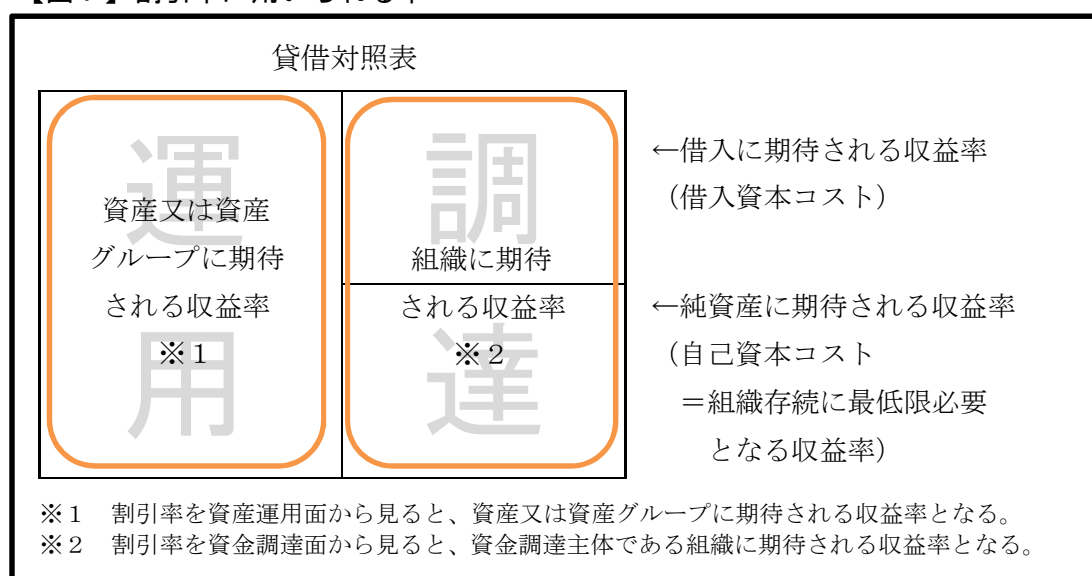 貸借対照表
運用
資産又は資産
グループに期待
される収益率
※1
調達
組織に期待
される収益率
※2
←借入に期待される収益率
(借入資本コスト)
←純資産に期待される収益率
(自己資本コスト
=組織存続に最低限必要
となる収益率)
※1 割引率を資産運用面から見ると、資産又は資産グループに期待される収益率となる。
※2 割引率を資金調達面から見ると、資金調達主体である組織に期待される収益率となる。